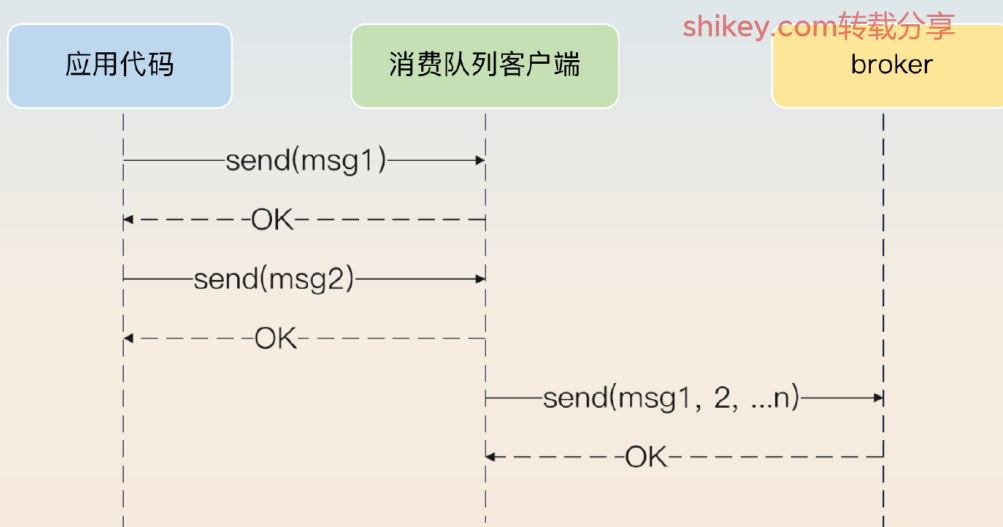 shikey.com转载分享
应用代码
消费队列客户端
broker
send(msg1)
OK
send(msg2)
OK
send(msg1, 2, ...n)
OK